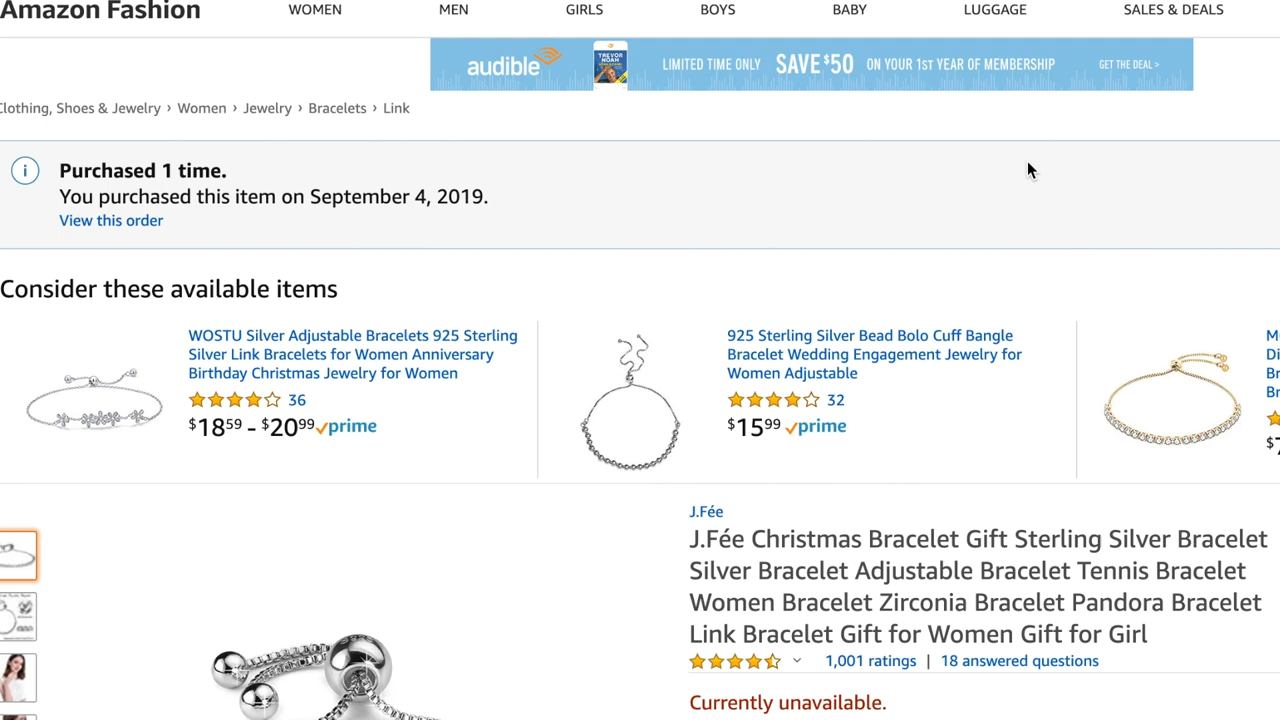 Amazon Fashion
WOMEN MEN GIRLS BOYS BABY LUGGAGE SALES & DEALS
audible TREVOR NOAH LIMITED TIME ONLY SAVE $50 ON YOUR 1ST YEAR OF MEMBERSHIP GET THE DEAL >
Clothing, Shoes & Jewelry › Women › Jewelry › Bracelets › Link
i
Purchased 1 time.
You purchased this item on September 4, 2019.
View this order
Consider these available items
WOSTU Silver Adjustable Bracelets 925 Sterling
Silver Link Bracelets for Women Anniversary
Birthday Christmas Jewelry for Women
36
$1859 - $2099 prime
925 Sterling Silver Bead Bolo Cuff Bangle
Bracelet Wedding Engagement Jewelry for
Women Adjustable
32
$1599 prime
J.Fée
J.Fée Christmas Bracelet Gift Sterling Silver Bracelet
Silver Bracelet Adjustable Bracelet Tennis Bracelet
Women Bracelet Zirconia Bracelet Pandora Bracelet
Link Bracelet Gift for Women Gift for Girl
1,001 ratings | 18 answered questions
Currently unavailable.